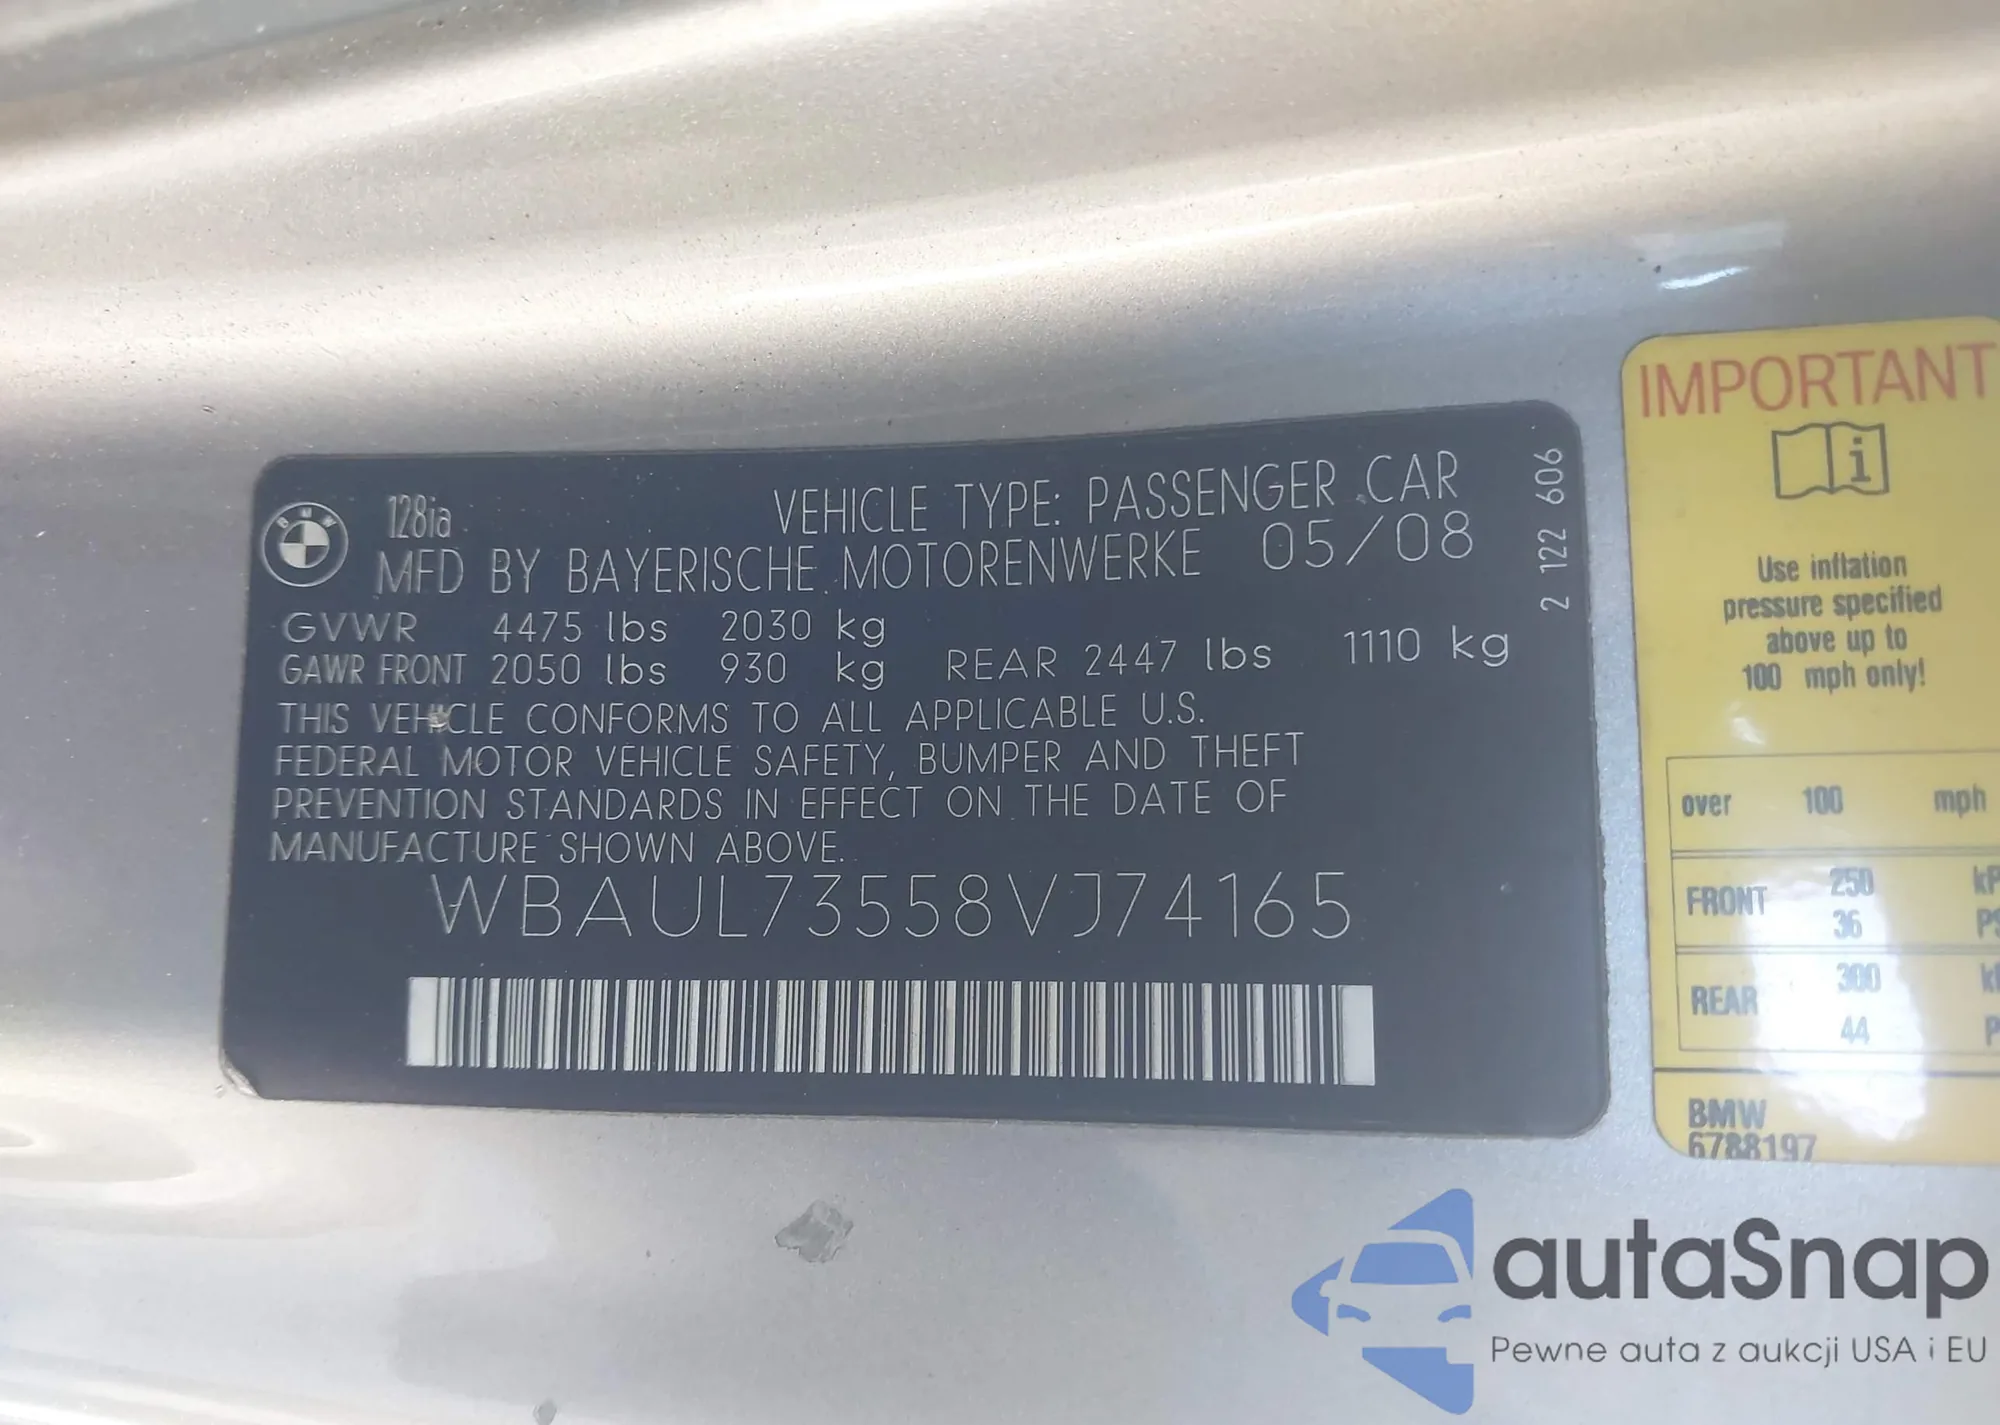 BMW
128ia
VEHICLE TYPE: PASSENGER CAR
MFD BY BAYERISCHE MOTORENWERKE 05/08
GVWR 4475 lbs 2030 kg
GAWR FRONT 2050 lbs 930 kg REAR 2447 lbs 1110 kg
THIS VEHICLE CONFORMS TO ALL APPLICABLE U.S.
FEDERAL MOTOR VEHICLE SAFETY, BUMPER AND THEFT
PREVENTION STANDARDS IN EFFECT ON THE DATE OF
MANUFACTURE SHOWN ABOVE.
WBAUL73558VJ74165
2 122 606
IMPORTANT
i
Use inflation
pressure specified
above up to
100 mph only!
over 100 mph
FRONT 250
36
REAR 300
44
BMW
6788197
autaSnap
Pewne auta z aukcji USA i EU